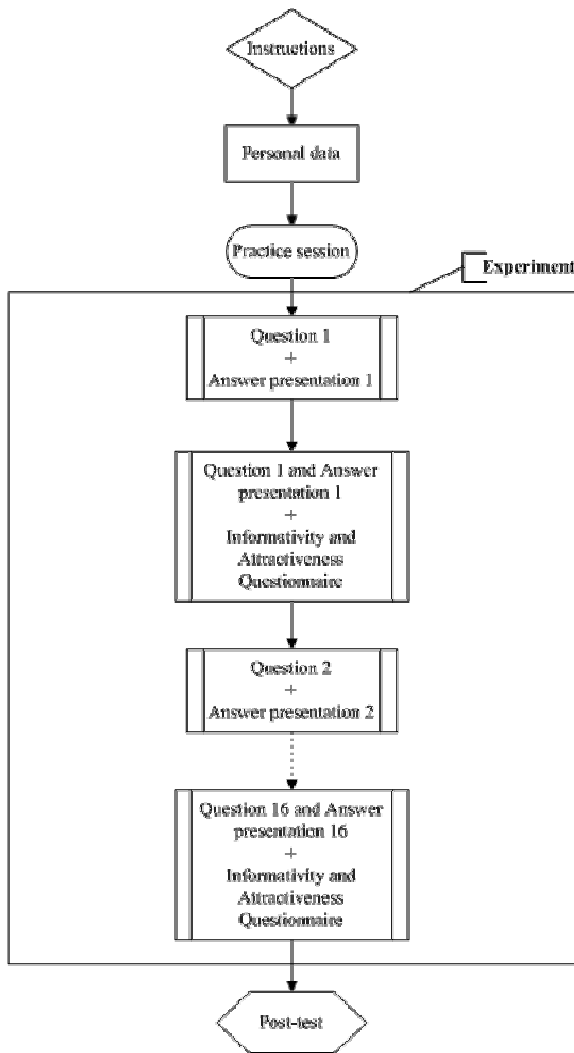 Instructions
Personal data
Practice session
Experiment
Question 1
+
Answer presentation 1
Question 1 and Answer
presentation 1
+
Informativity and
Attractiveness
Questionnaire
Question 2
+
Answer presentation 2
Question 16 and Answer
presentation 16
+
Informativity and
Attractiveness
Questionnaire
Post-test